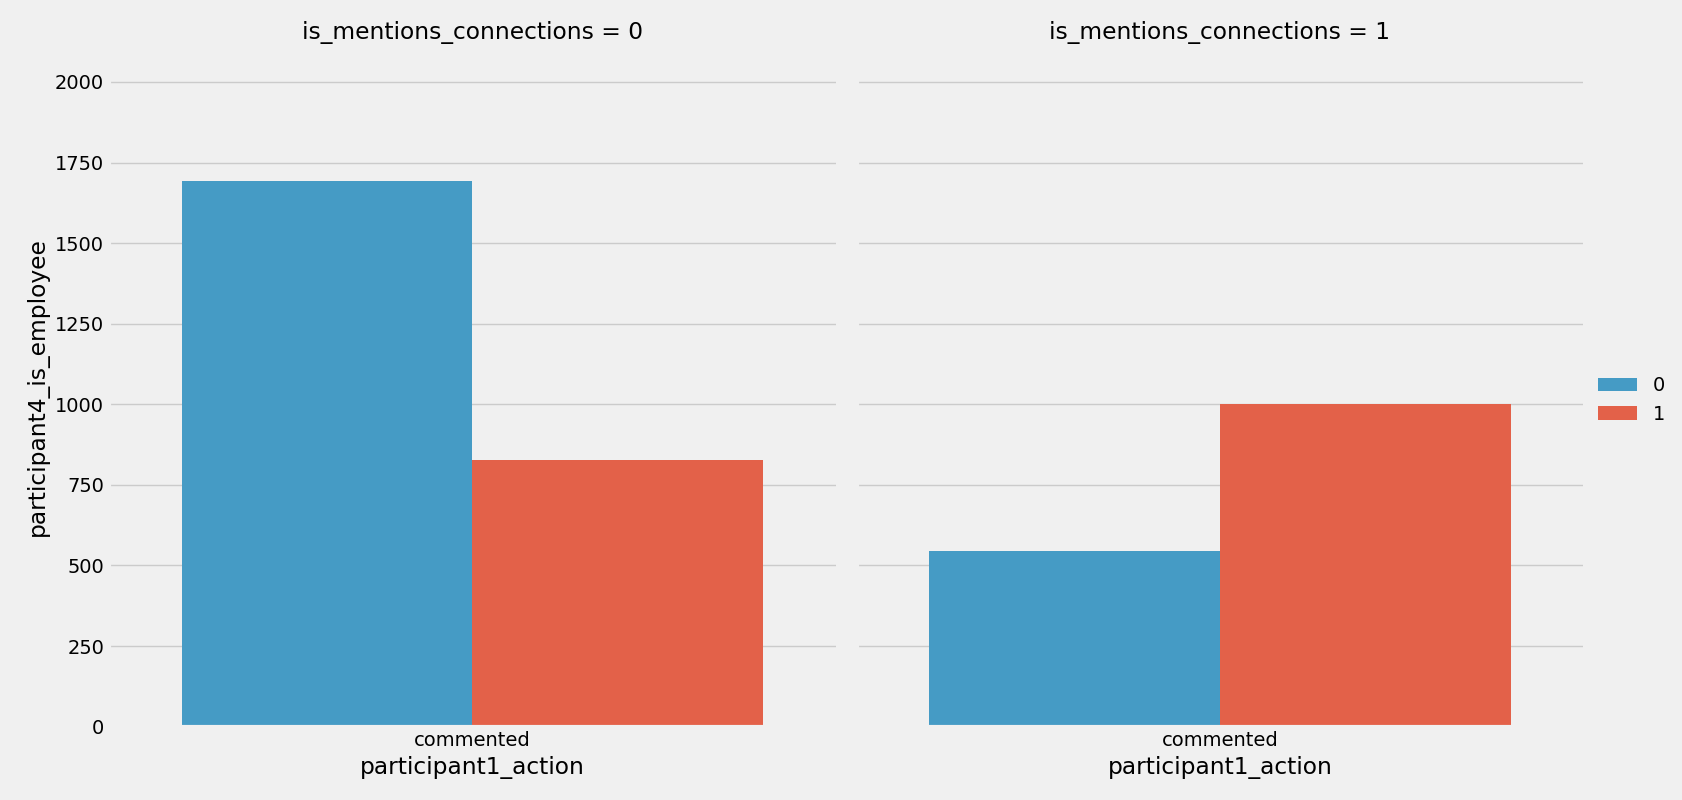 is_mentions_connections = 0
is_mentions_connections = 1
participant4_is_employee
2000
1750
1500
1250
1000
750
500
250
0
commented
participant1_action
commented
participant1_action
0
1